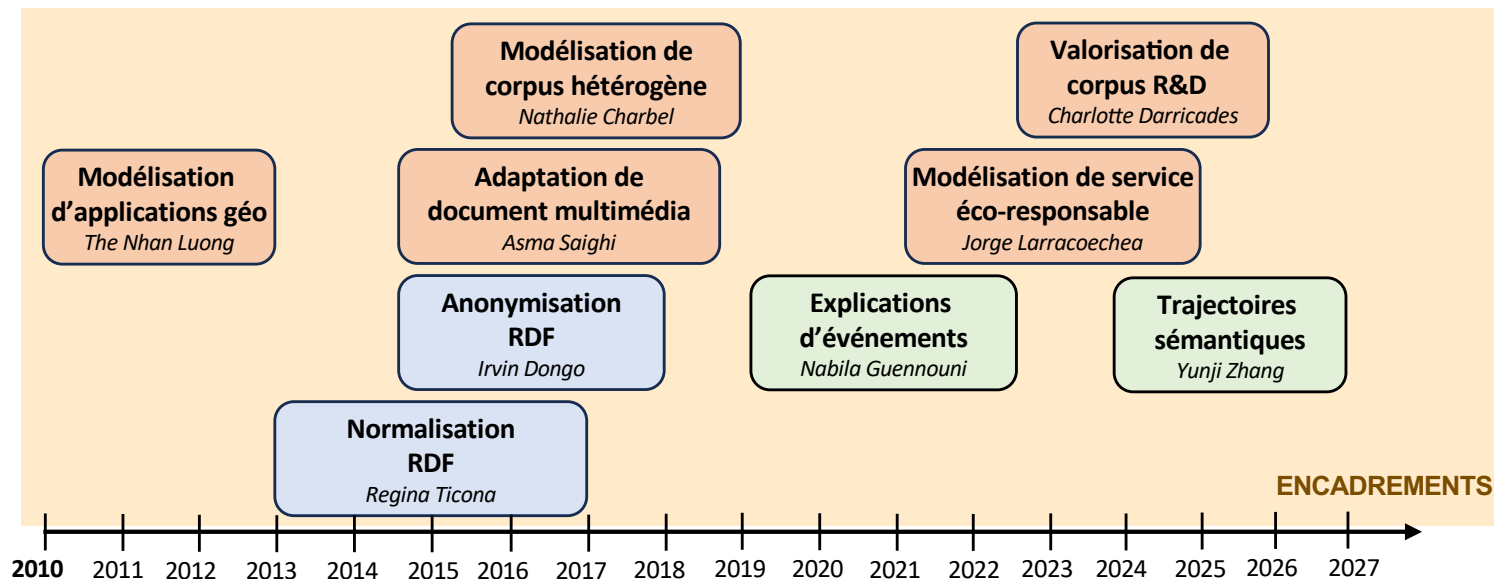 Modélisation de
corpus hétérogène
Nathalie Charbel
Valorisation de
corpus R&D
Charlotte Darricades
Modélisation
d'applications géo
The Nhan Luong
Adaptation de
document multimédia
Asma Saighi
Modélisation de service
éco-responsable
Jorge Larracoechea
Anonymisation
RDF
Irvin Dongo
Explications
d'événements
Nabila Guennouni
Trajectoires
sémantiques
Yunji Zhang
Normalisation
RDF
Regina Ticona
ENCADREMENTS
2010 2011 2012 2013 2014 2015 2016 2017 2018 2019 2020 2021 2022 2023 2024 2025 2026 2027